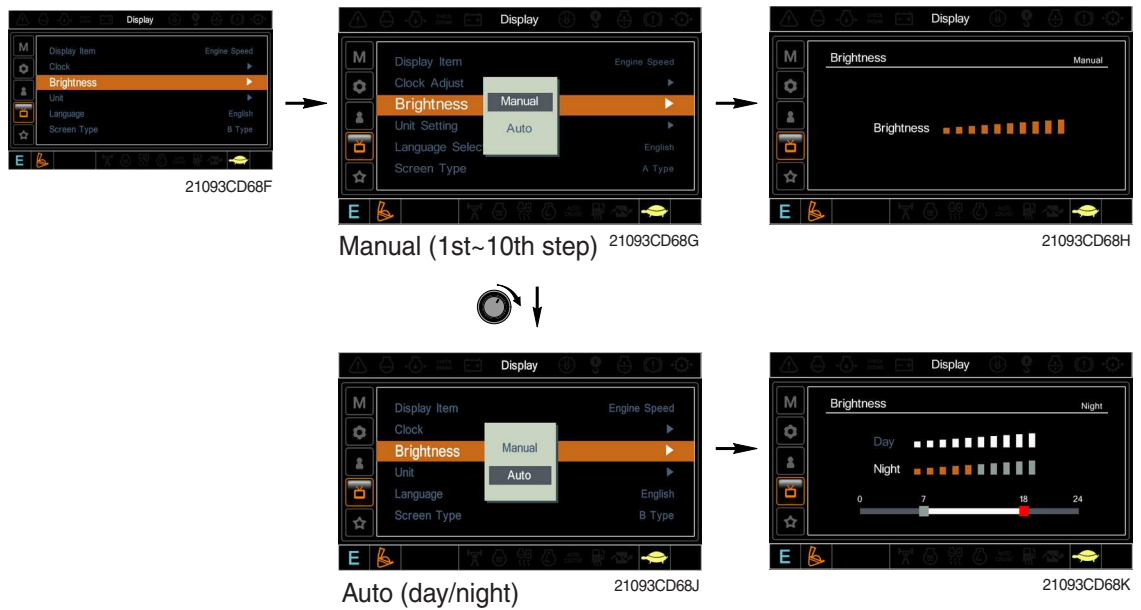 Display
M
Display Item Engine Speed
Clock
Brightness
Unit
Language English
Screen Type B Type
E
21093CD68F
Display
M
Display Item Engine Speed
Clock Adjust
Brightness
Manual
Auto
Unit Setting
Language Selec
English
Screen Type A Type
E
Manual (1st~10th step)
21093CD68G
Display
M
Brightness Manual
Brightness
E
21093CD68H
Display
M
Display Item Engine Speed
Clock
Brightness
Manual
Auto
Unit
Language English
Screen Type B Type
E
Auto (day/night)
21093CD68J
Display
M
Brightness Night
Day
Night
0 7 18 24
E
21093CD68K